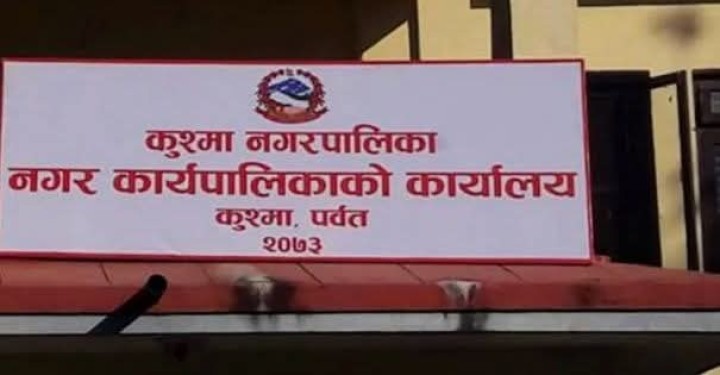 कुश्मा नगरपालिका
नगर कार्यपालिकाको कार्यालय
कुश्मा, पर्वत
२०७३